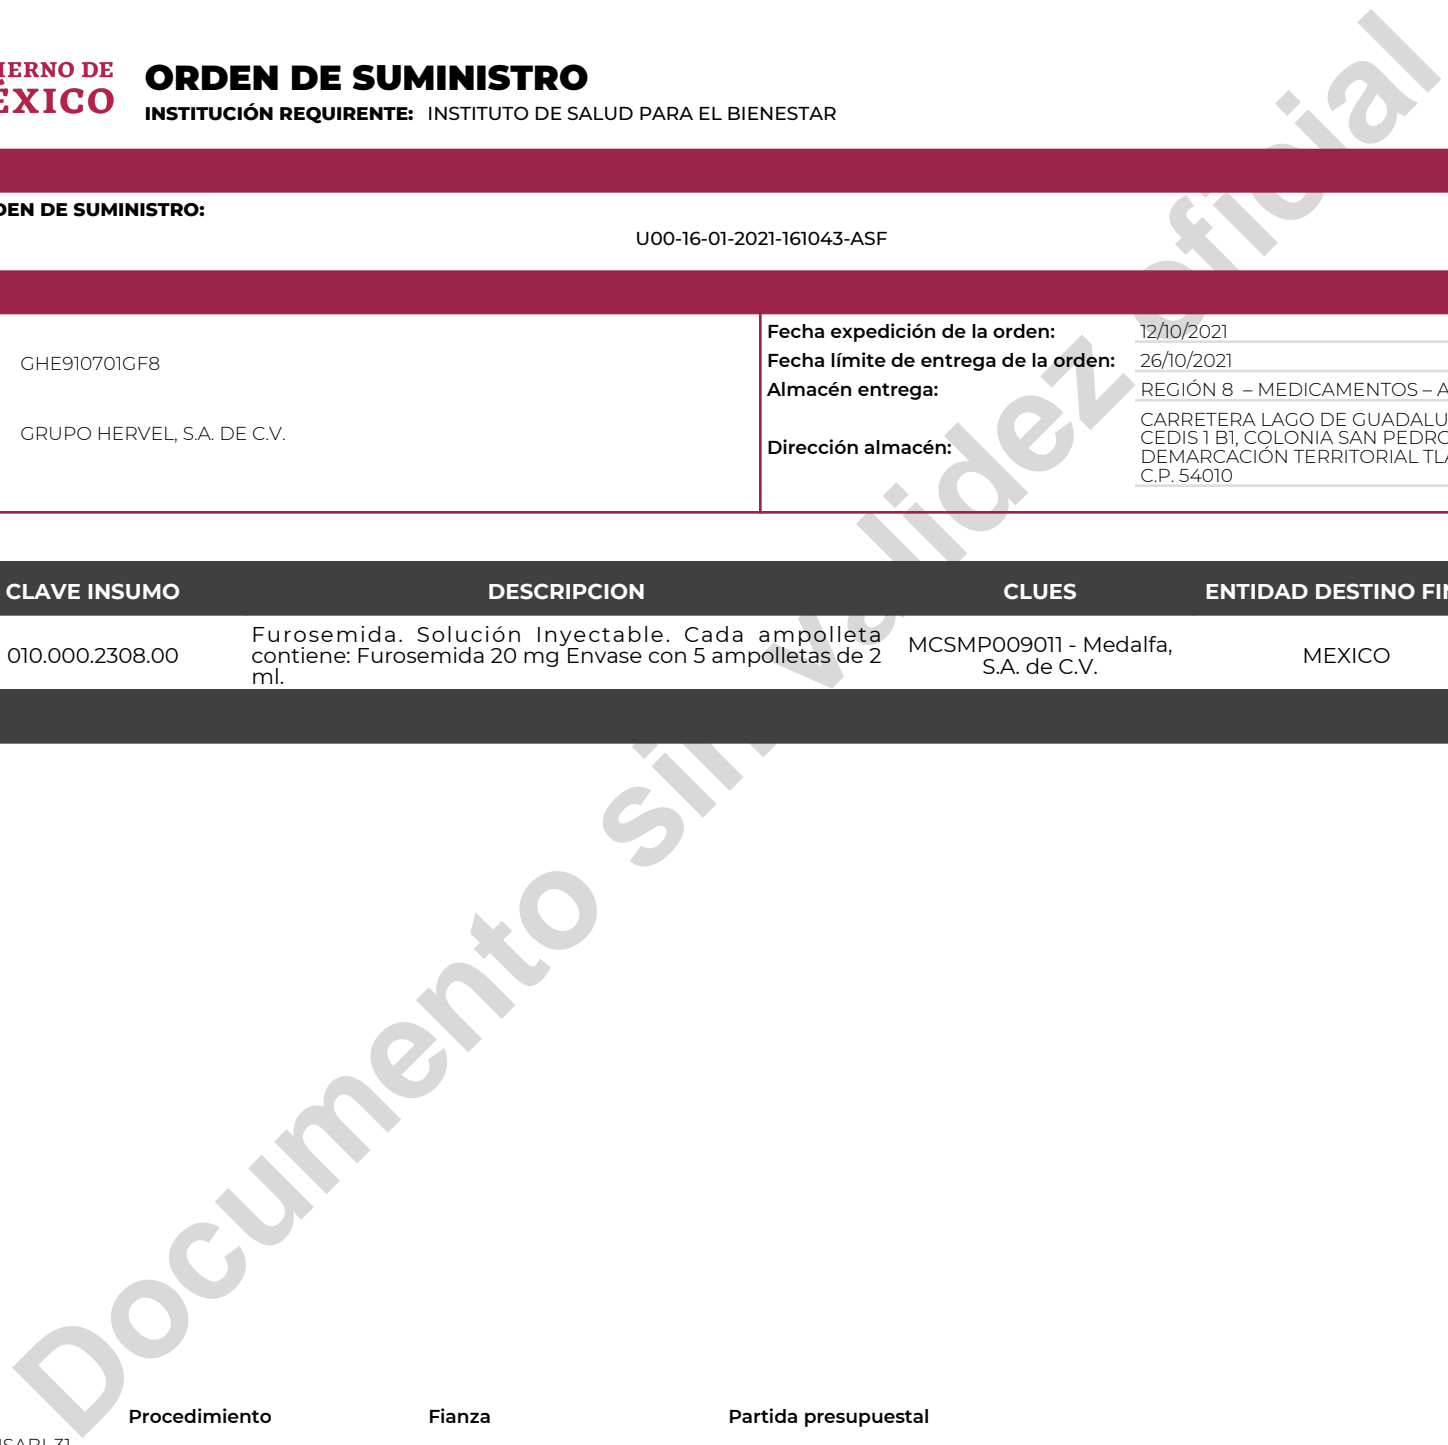 IERNO DE
ÉXICO
ORDEN DE SUMINISTRO
INSTITUCIÓN REQUIRENTE: INSTITUTO DE SALUD PARA EL BIENESTAR
DEN DE SUMINISTRO:
U00-16-01-2021-161043-ASF
GHE910701GF8
GRUPO HERVEL, S.A. DE C.V.
Fecha expedición de la orden: 12/10/2021
Fecha límite de entrega de la orden: 26/10/2021
Almacén entrega: REGIÓN 8 – MEDICAMENTOS – A
Dirección almacén:
CARRETERA LAGO DE GUADALU
CEDIS 1 B1, COLONIA SAN PEDRO
DEMARCACIÓN TERRITORIAL TLA
C.P. 54010
CLAVE INSUMO DESCRIPCION CLUES ENTIDAD DESTINO FIN
010.000.2308.00
Furosemida. Solución Inyectable. Cada ampolleta
contiene: Furosemida 20 mg Envase con 5 ampolletas de 2
ml.
MCSMP009011 - Medalfa,
S.A. de C.V.
MEXICO
Documento sin validez oficial
Procedimiento Fianza Partida presupuestal